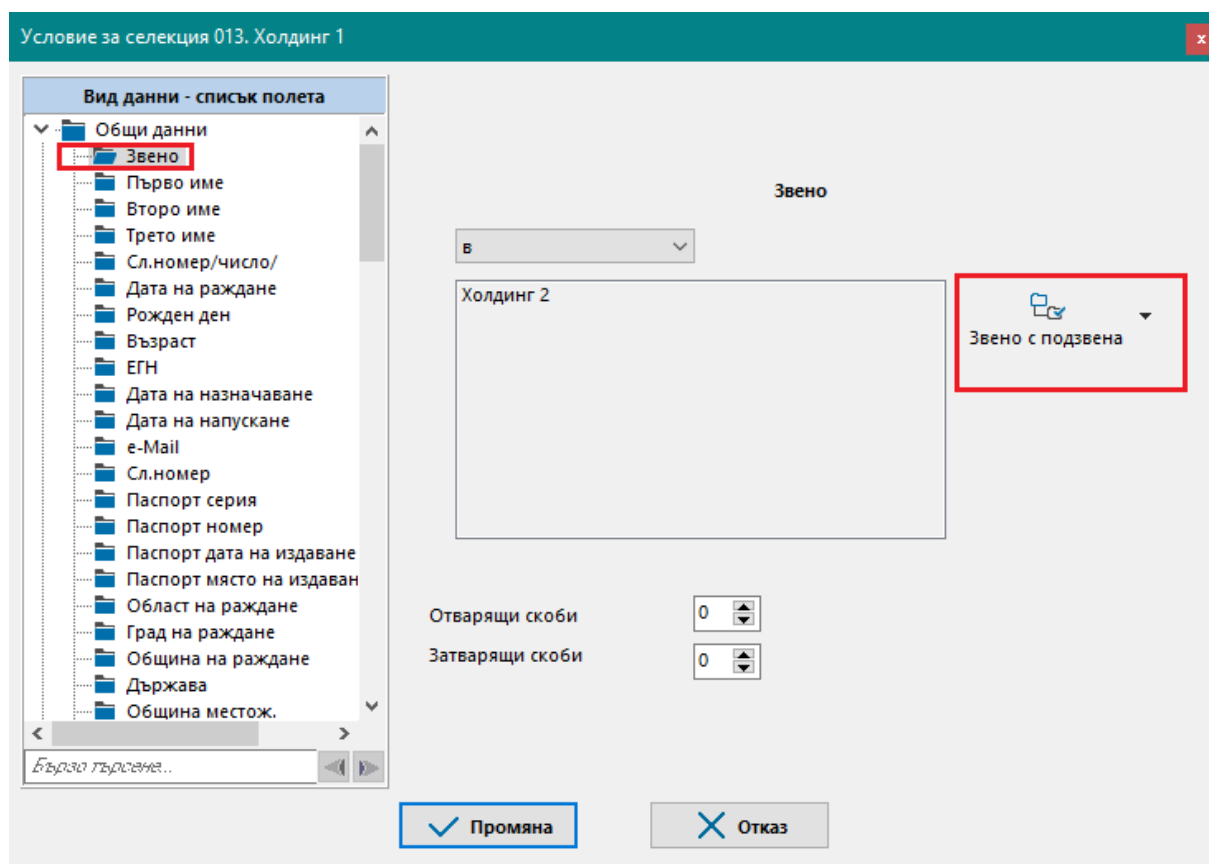 Условие за селекция 013. Холдинг 1
x
Вид данни - списък полета
Общи данни
Звено
Първо име
Второ име
Трето име
Сл.номер/число/
Дата на раждане
Рожден ден
Възраст
ЕГН
Дата на назначаване
Дата на напускане
e-Mail
Сл.номер
Паспорт серия
Паспорт номер
Паспорт дата на издаване
Паспорт място на издаван
Област на раждане
Град на раждане
Община на раждане
Държава
Община местож.
Бързо търсене..
Звено
в
Холдинг 2
Звено с подзвена
Отварящи скоби 0
Затварящи скоби 0
Промяна Отказ